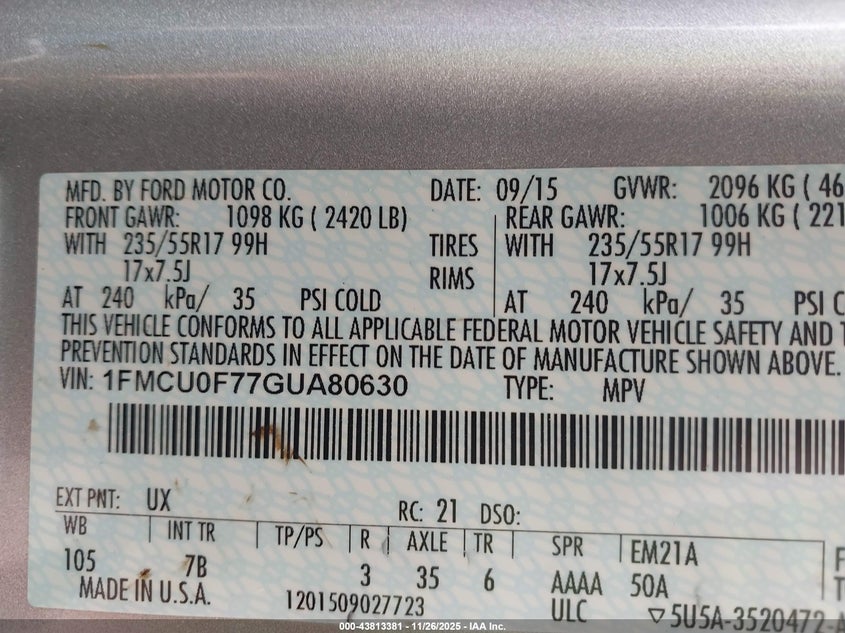 MFD. BY FORD MOTOR CO. DATE: 09/15 GVWR: 2096 KG ( 46
FRONT GAWR: 1098 KG ( 2420 LB) REAR GAWR: 1006 KG ( 221
WITH 235/55R17 99H TIRES WITH 235/55R17 99H
17x7.5J RIMS 17x7.5J
AT 240 kPa/ 35 PSI COLD AT 240 kPa/ 35 PSI C
THIS VEHICLE CONFORMS TO ALL APPLICABLE FEDERAL MOTOR VEHICLE SAFETY AND T
PREVENTION STANDARDS IN EFFECT ON THE DATE OF MANUFACTURE SHOWN ABOVE.
VIN: 1FMCU0F77GUA80630 TYPE: MPV
EXT PNT: UX RC: 21 DSO:
WB INT TR TP/PS R AXLE TR SPR EM21A F
105 7B 3 35 6 AAAA 50A T
MADE IN U.S.A. 1201509027723 ULC ▽5U5A-3520472-A
000-43813381 - 11/26/2025 - IAA Inc.